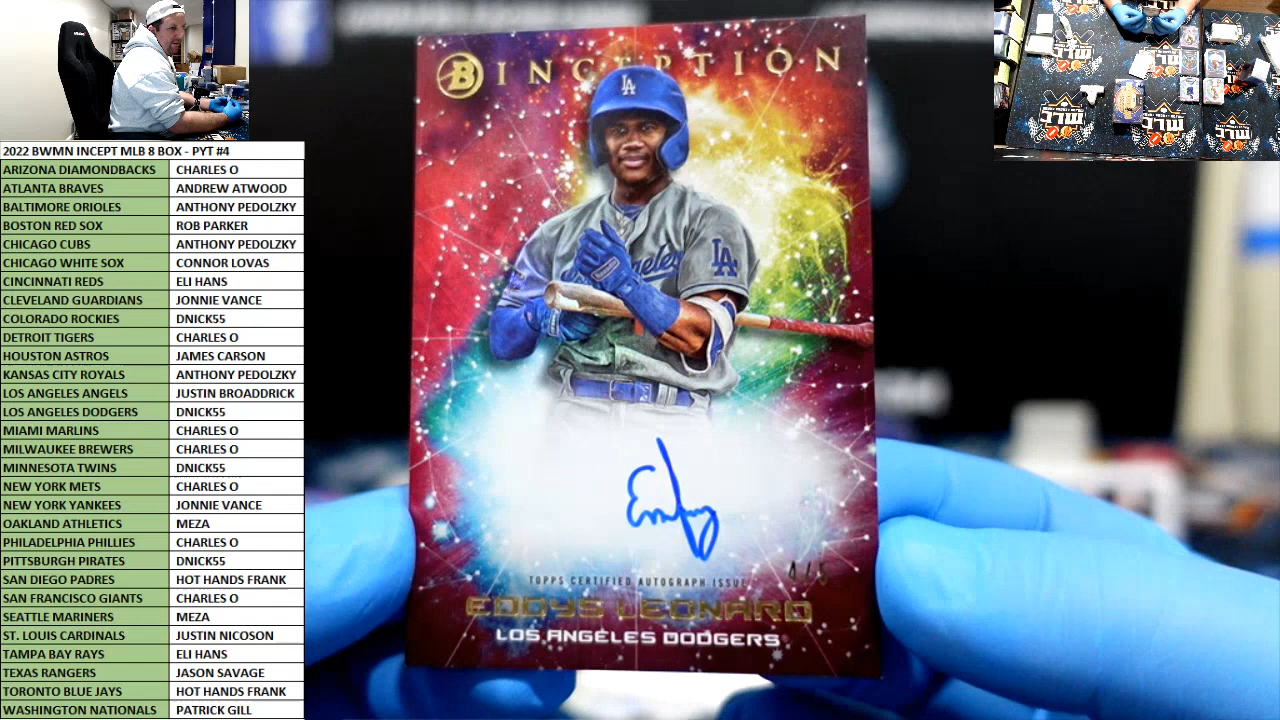 2022 BWMN INCEPT MLB 8 BOX - PYT #4
ARIZONA DIAMONDBACKS CHARLES O
ATLANTA BRAVES ANDREW ATWOOD
BALTIMORE ORIOLES ANTHONY PEDOLZKY
BOSTON RED SOX ROB PARKER
CHICAGO CUBS ANTHONY PEDOLZKY
CHICAGO WHITE SOX CONNOR LOVAS
CINCINNATI REDS ELI HANS
CLEVELAND GUARDIANS JONNIE VANCE
COLORADO ROCKIES DNICK55
DETROIT TIGERS CHARLES O
HOUSTON ASTROS JAMES CARSON
KANSAS CITY ROYALS ANTHONY PEDOLZKY
LOS ANGELES ANGELS JUSTIN BROADDRICK
LOS ANGELES DODGERS DNICK55
MIAMI MARLINS CHARLES O
MILWAUKEE BREWERS CHARLES O
MINNESOTA TWINS DNICK55
NEW YORK METS CHARLES O
NEW YORK YANKEES JONNIE VANCE
OAKLAND ATHLETICS MEZA
PHILADELPHIA PHILLIES CHARLES O
PITTSBURGH PIRATES DNICK55
SAN DIEGO PADRES HOT HANDS FRANK
SAN FRANCISCO GIANTS CHARLES O
SEATTLE MARINERS MEZA
ST. LOUIS CARDINALS JUSTIN NICOSON
TAMPA BAY RAYS ELI HANS
TEXAS RANGERS JASON SAVAGE
TORONTO BLUE JAYS HOT HANDS FRANK
WASHINGTON NATIONALS PATRICK GILL
B INCEPTION
LA
Los Angeles
LA
4/5
TOPPS CERTIFIED AUTOGRAPH ISSUE
EDDYS LEONARD
LOS ANGELES DODGERS